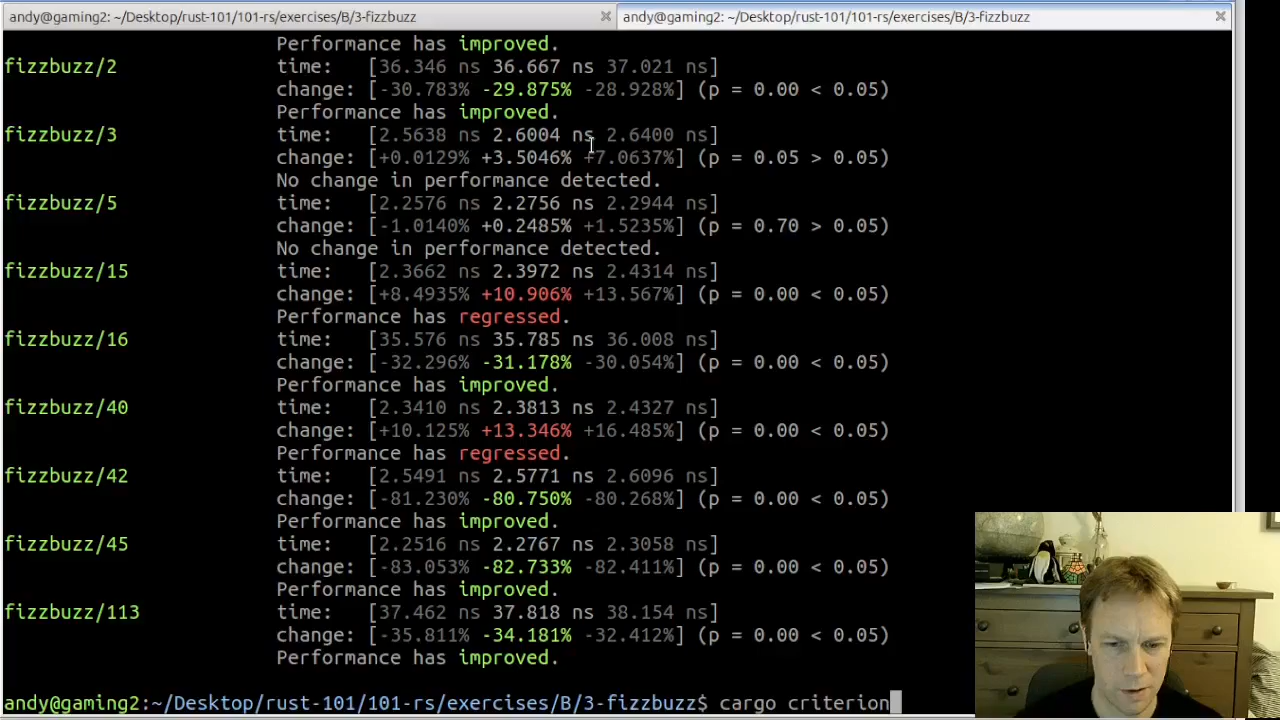 andy@gaming2: ~/Desktop/rust-101/101-rs/exercises/B/3-fizzbuzz
andy@gaming2: ~/Desktop/rust-101/101-rs/exercises/B/3-fizzbuzz
Performance has improved.
fizzbuzz/2 time: [36.346 ns 36.667 ns 37.021 ns]
change: [-30.783% -29.875% -28.928%] (p = 0.00 < 0.05)
Performance has improved.
fizzbuzz/3 time: [2.5638 ns 2.6004 ns 2.6400 ns]
change: [+0.0129% +3.5046% +7.0637%] (p = 0.05 > 0.05)
No change in performance detected.
fizzbuzz/5 time: [2.2576 ns 2.2756 ns 2.2944 ns]
change: [-1.0140% +0.2485% +1.5235%] (p = 0.70 > 0.05)
No change in performance detected.
fizzbuzz/15 time: [2.3662 ns 2.3972 ns 2.4314 ns]
change: [+8.4935% +10.906% +13.567%] (p = 0.00 < 0.05)
Performance has regressed.
fizzbuzz/16 time: [35.576 ns 35.785 ns 36.008 ns]
change: [-32.296% -31.178% -30.054%] (p = 0.00 < 0.05)
Performance has improved.
fizzbuzz/40 time: [2.3410 ns 2.3813 ns 2.4327 ns]
change: [+10.125% +13.346% +16.485%] (p = 0.00 < 0.05)
Performance has regressed.
fizzbuzz/42 time: [2.5491 ns 2.5771 ns 2.6096 ns]
change: [-81.230% -80.750% -80.268%] (p = 0.00 < 0.05)
Performance has improved.
fizzbuzz/45 time: [2.2516 ns 2.2767 ns 2.3058 ns]
change: [-83.053% -82.733% -82.411%] (p = 0.00 < 0.05)
Performance has improved.
fizzbuzz/113 time: [37.462 ns 37.818 ns 38.154 ns]
change: [-35.811% -34.181% -32.412%] (p = 0.00 < 0.05)
Performance has improved.
andy@gaming2:~/Desktop/rust-101/101-rs/exercises/B/3-fizzbuzz$ cargo criterion